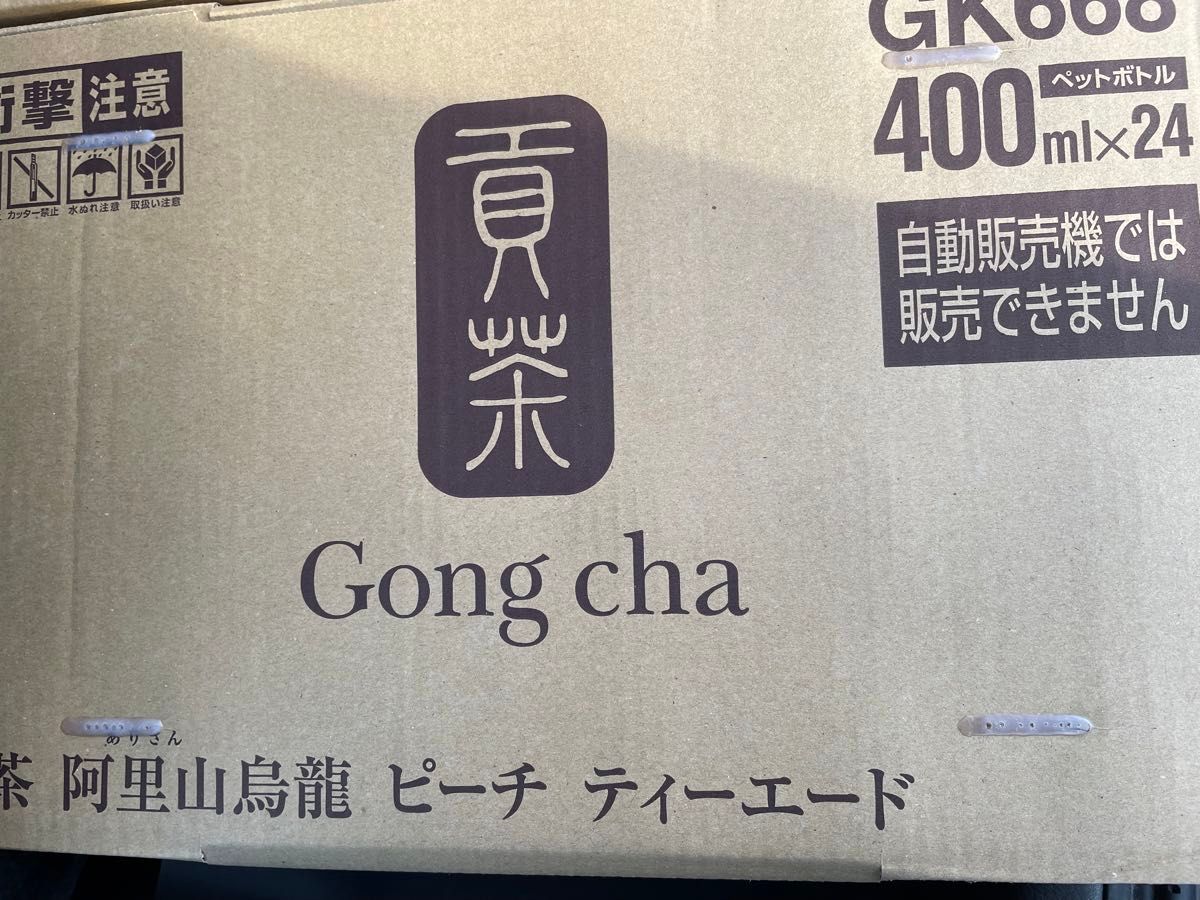 GK668
ペットボトル
400ml×24
衝撃 注意
カッター禁止 水ぬれ注意 取扱い注意
自動販売機では
販売できません
貢茶
Gong cha
ありさん
茶 阿里山烏龍 ピーチ ティーエード